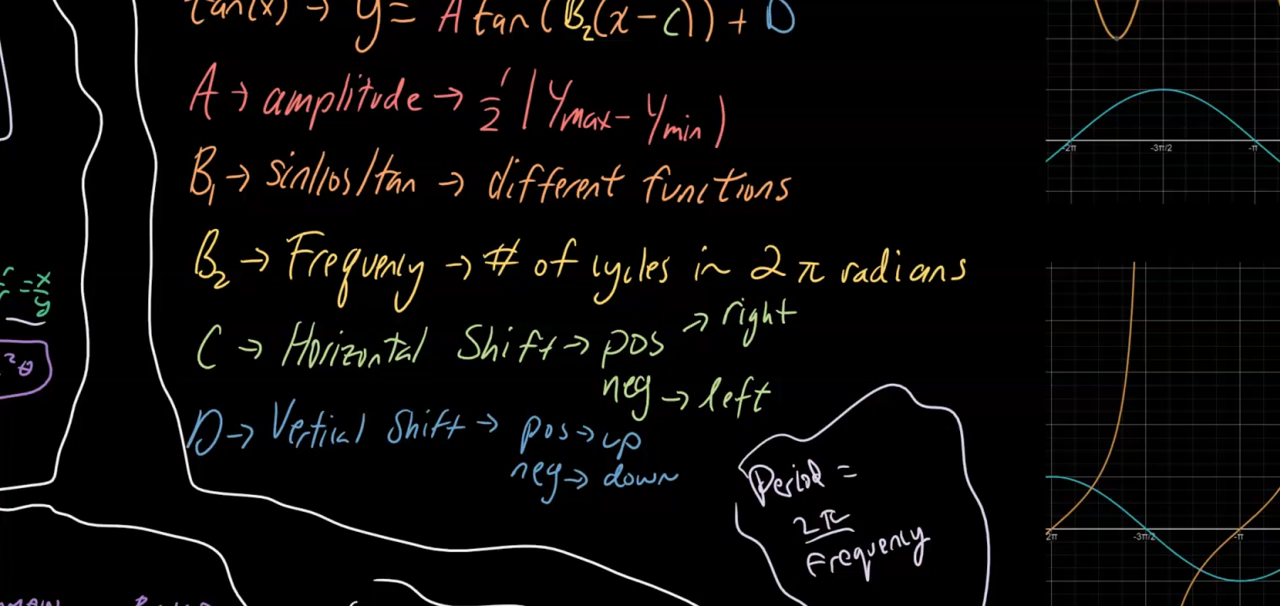 tan(x) → y = A tan(B₂(x-C)) + D
A → amplitude → 1/2 |Ymax - Ymin|
B₁ → sin/cos/tan → different functions
B₂ → Frequency → # of cycles in 2π radians
C → Horizontal Shift → pos → right
neg → left
D → Vertical Shift → pos → up
neg → down
Period =
2π
Frequency
= x/y
²θ
-2π -3π/2 -π
2π -3π/2 -π